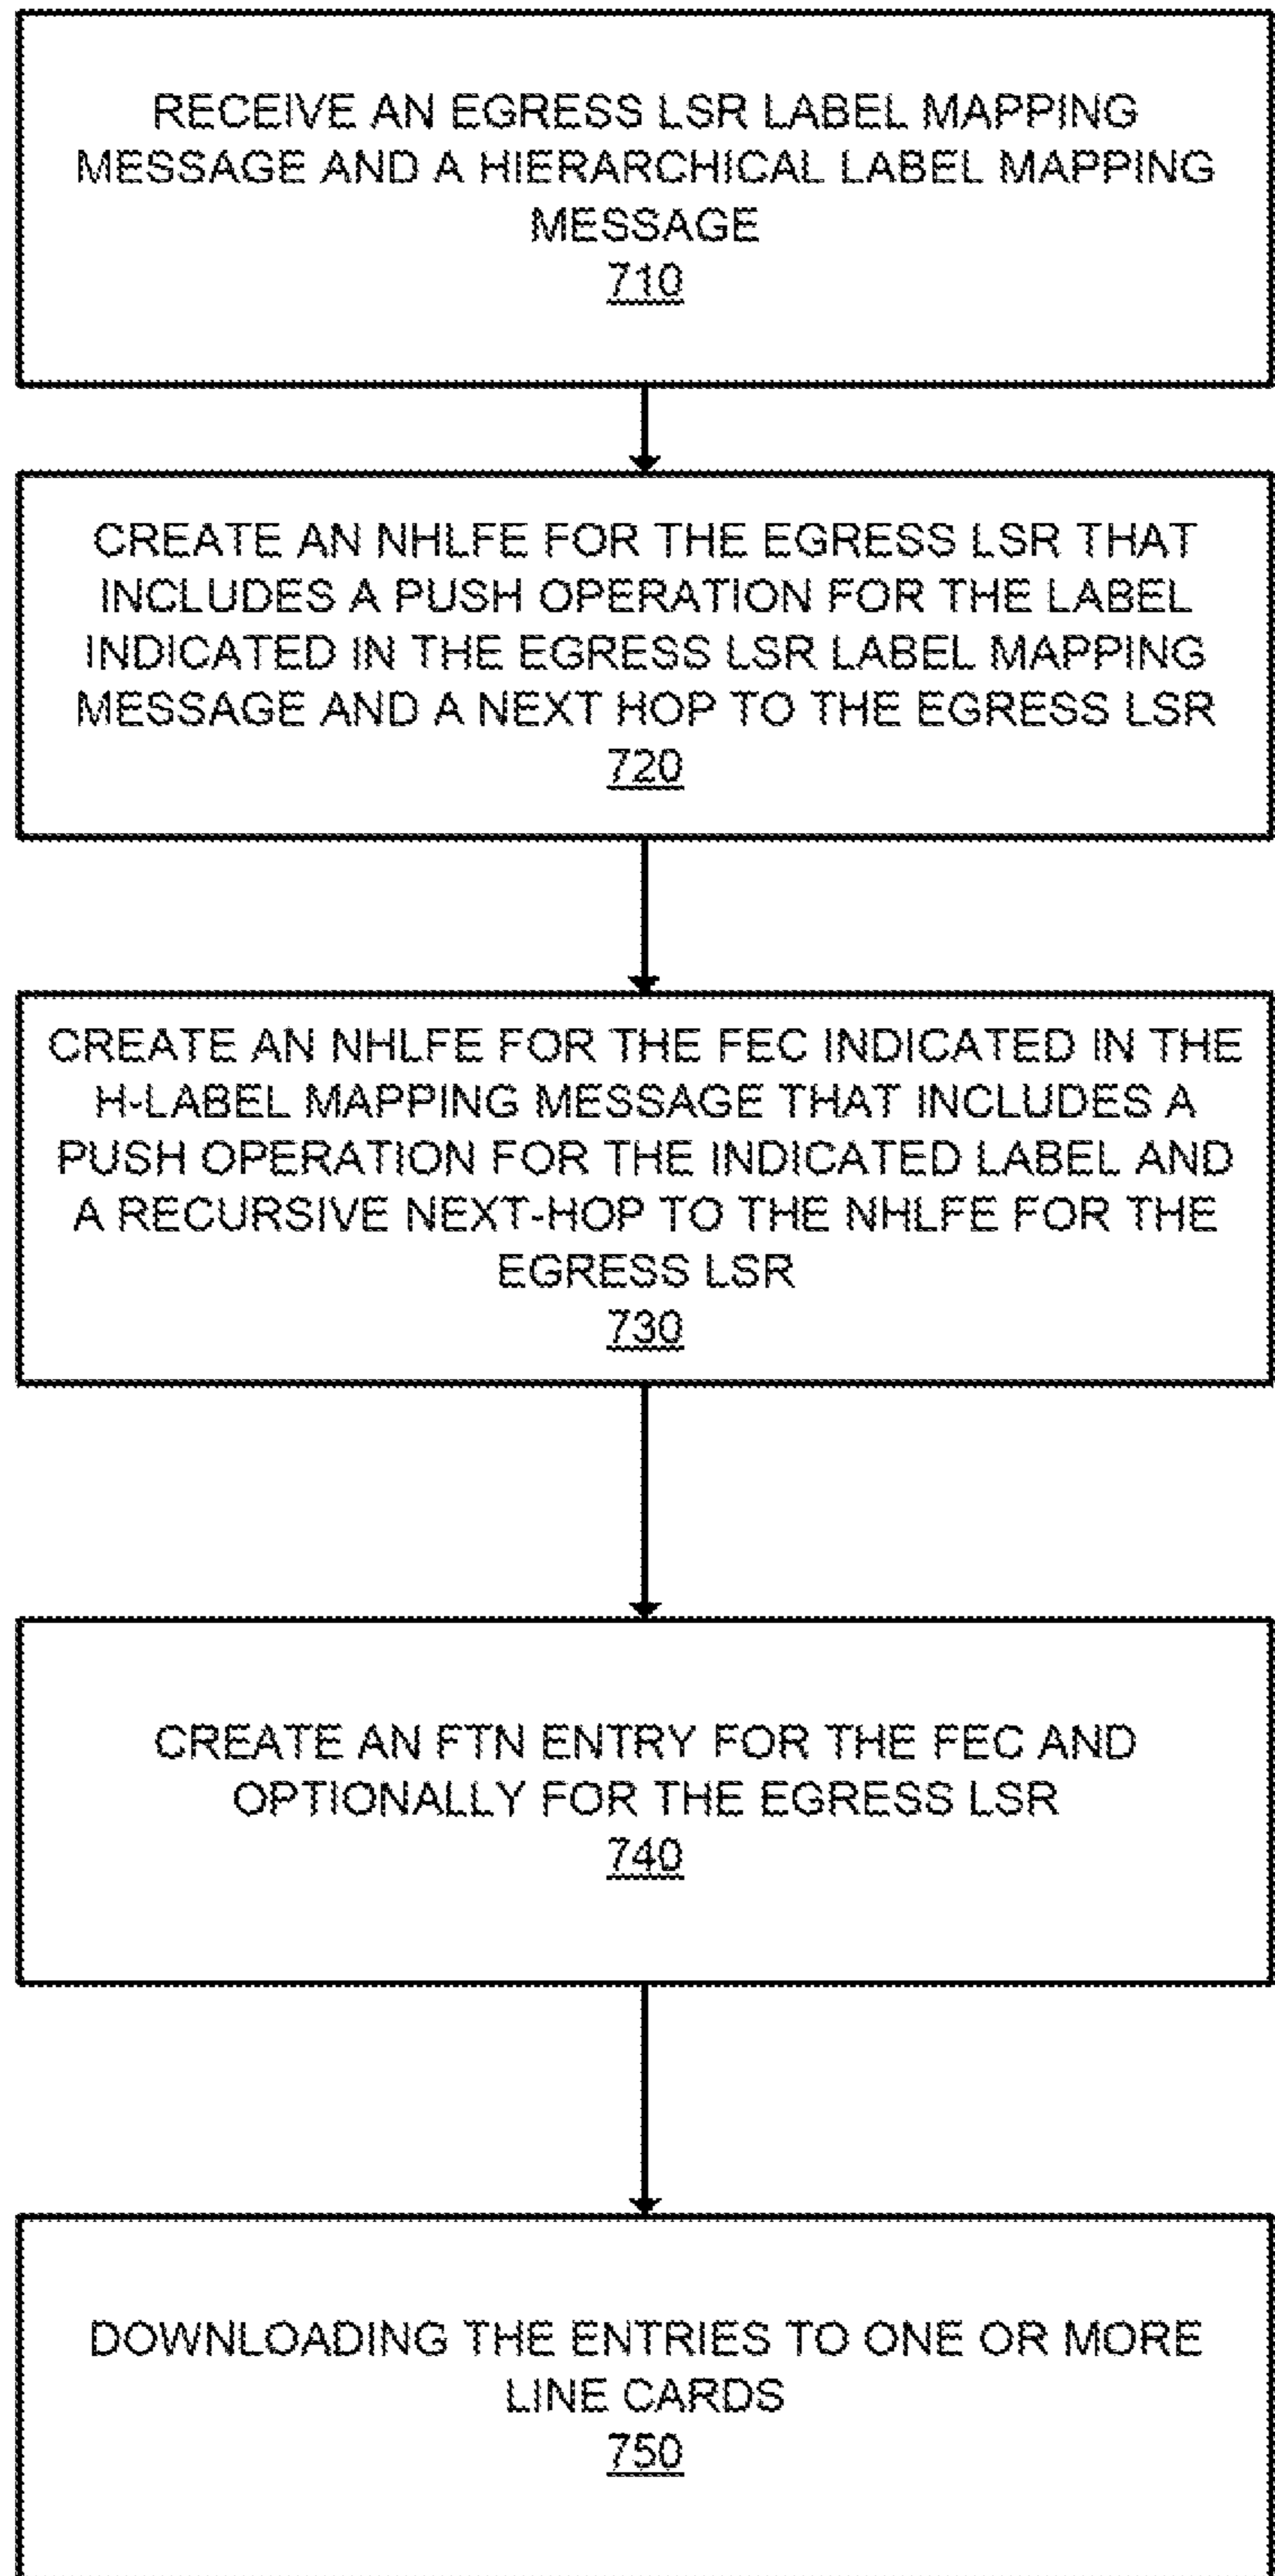 RECEIVE AN EGRESS LSR LABEL MAPPING
MESSAGE AND A HIERARCHICAL LABEL MAPPING
MESSAGE
710
CREATE AN NHLFE FOR THE EGRESS LSR THAT
INCLUDES A PUSH OPERATION FOR THE LABEL
INDICATED IN THE EGRESS LSR LABEL MAPPING
MESSAGE AND A NEXT HOP TO THE EGRESS LSR
720
CREATE AN NHLFE FOR THE FEC INDICATED IN THE
H-LABEL MAPPING MESSAGE THAT INCLUDES A
PUSH OPERATION FOR THE INDICATED LABEL AND
A RECURSIVE NEXT-HOP TO THE NHLFE FOR THE
EGRESS LSR
730
CREATE AN FTN ENTRY FOR THE FEC AND
OPTIONALLY FOR THE EGRESS LSR
740
DOWNLOADING THE ENTRIES TO ONE OR MORE
LINE CARDS
750